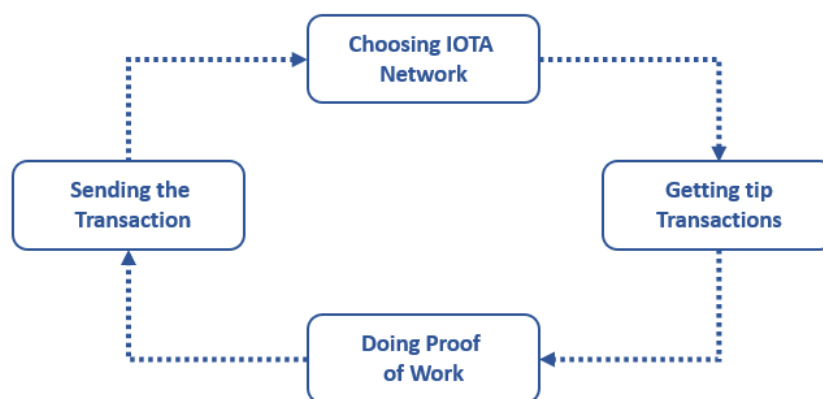 Choosing IOTA
Network
Sending the
Transaction
Getting tip
Transactions
Doing Proof
of Work